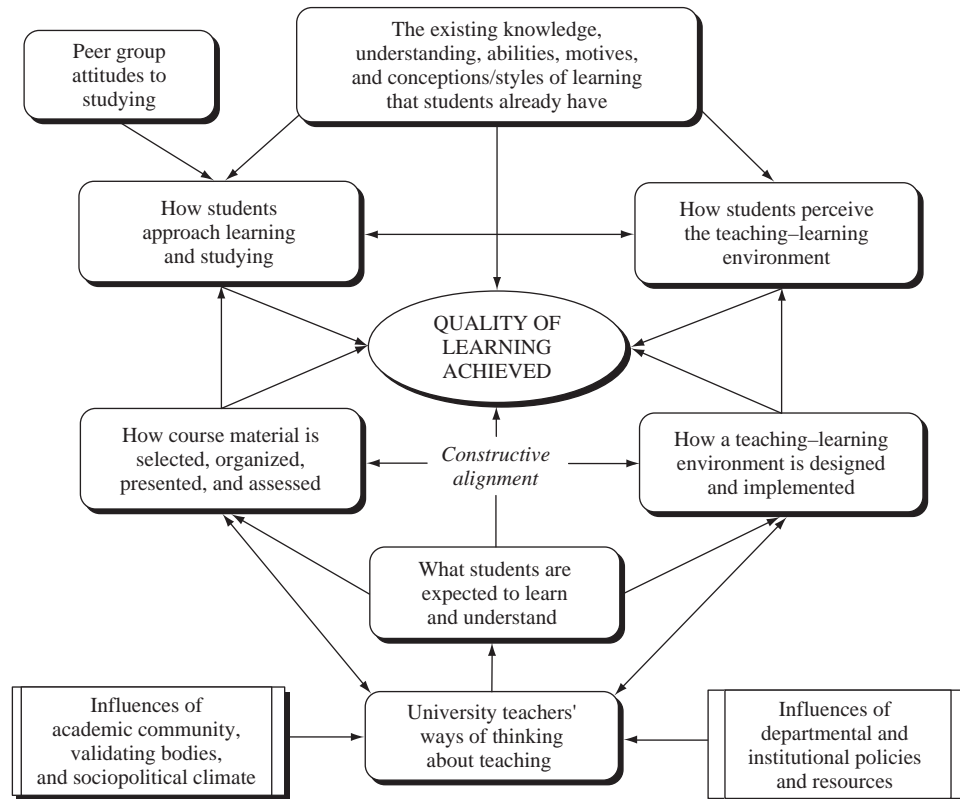 Peer group
attitudes to
studying
The existing knowledge,
understanding, abilities, motives,
and conceptions/styles of learning
that students already have
How students
approach learning
and studying
How students perceive
the teaching–learning
environment
QUALITY OF
LEARNING
ACHIEVED
How course material is
selected, organized,
presented, and assessed
Constructive
alignment
How a teaching–learning
environment is designed
and implemented
What students are
expected to learn
and understand
Influences of
academic community,
validating bodies,
and sociopolitical climate
University teachers'
ways of thinking
about teaching
Influences of
departmental and
institutional policies
and resources